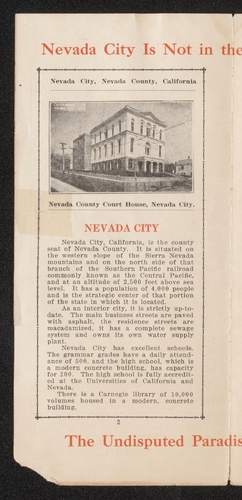 Nevada City Is Not in the
Nevada City, Nevada County, California
Nevada County Court House, Nevada City.
NEVADA CITY
Nevada City, California, is the county
seat of Nevada County. It is situated on
the western slope of the Sierra Nevada
mountains and on the north side of that
branch of the Southern Pacific railroad
commonly known as the Central Pacific,
and at an altitude of 2,500 feet above sea
level. It has a population of 4,000 people
and is the strategic center of that portion
of the state in which it is located.
As an interior city, it is strictly up-to-
date. The main business streets are paved
with asphalt, the residence streets are
macadamized, it has a complete sewage
system and owns its own water supply
plant.
Nevada City has excellent schools.
The grammar grades have a daily attend-
ance of 500, and the high school, which is
a modern concrete building, has capacity
for 200. The high school is fully accredit-
ed at the Universities of California and
Nevada.
There is a Carnegie library of 10,000
volumes housed in a modern, concrete
building.
2
The Undisputed Paradis